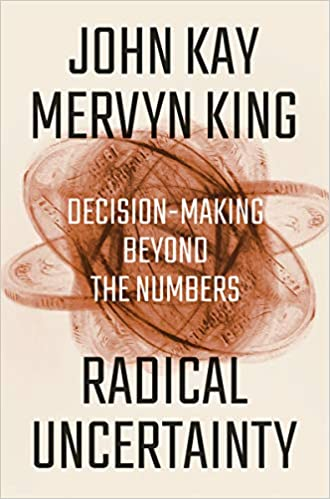 JOHN KAY
MERVYN KING
DECISION-MAKING
BEYOND
THE NUMBERS
RADICAL
UNCERTAINTY